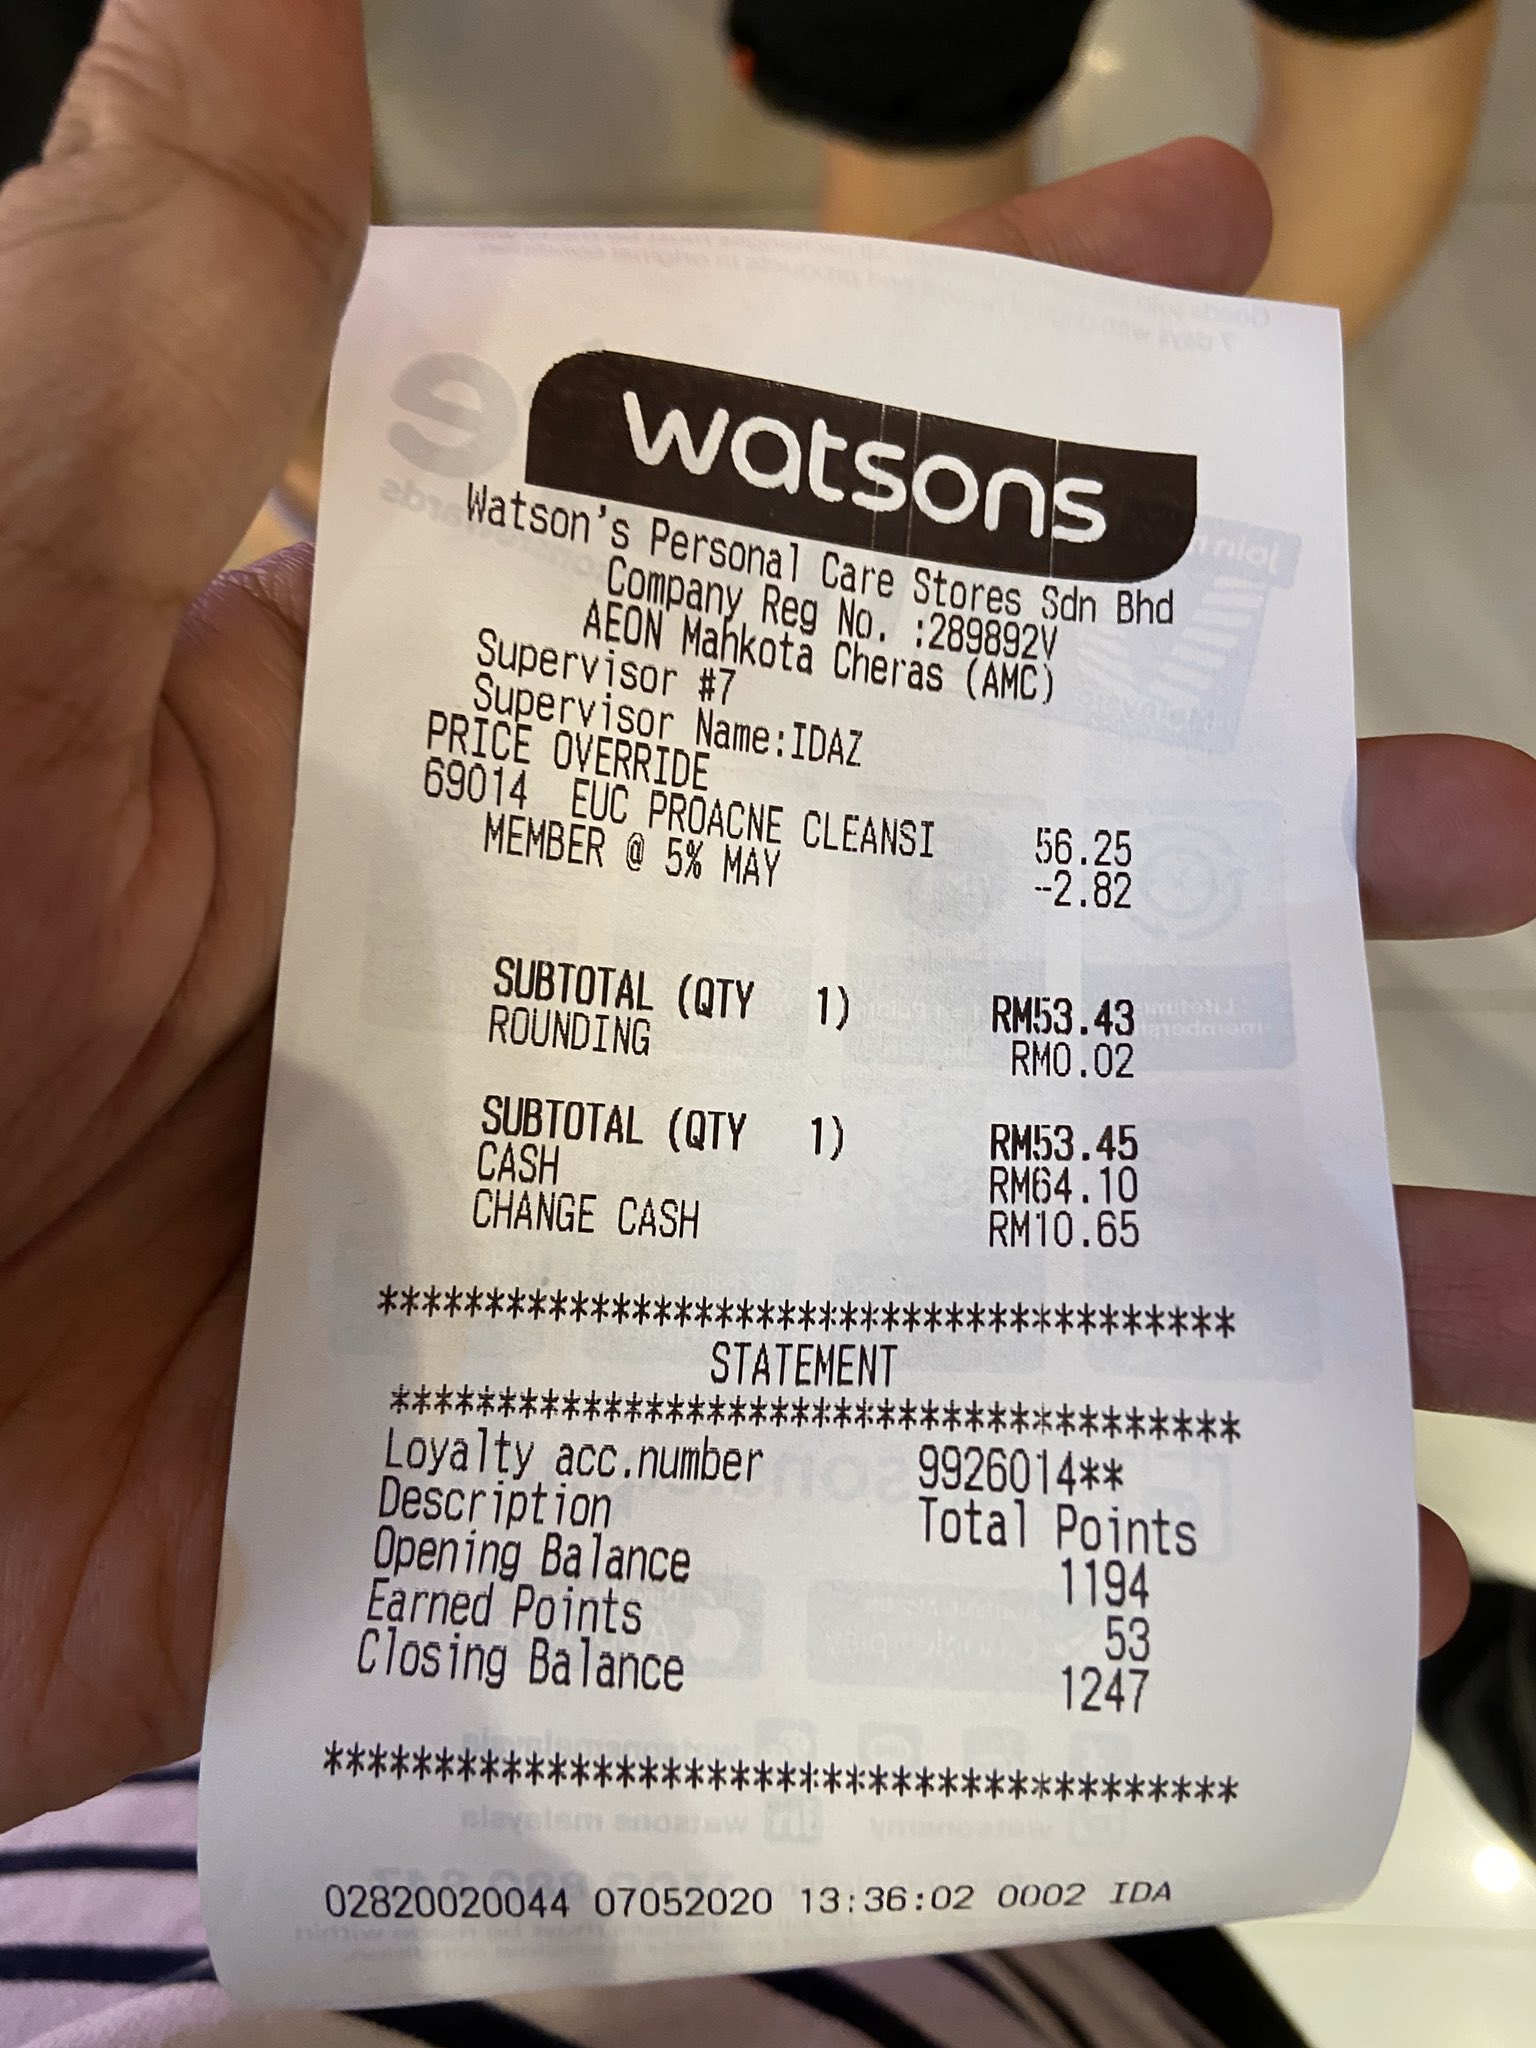 watsons
Watson's Personal Care Stores Sdn Bhd
Company Reg No. :289892V
AEON Mahkota Cheras (AMC)
Supervisor #7
Supervisor Name:IDAZ
PRICE OVERRIDE
69014 EUC PROACNE CLEANSI 56.25
MEMBER @ 5% MAY -2.82
SUBTOTAL (QTY 1) RM53.43
ROUNDING RM0.02
SUBTOTAL (QTY 1) RM53.45
CASH RM64.10
CHANGE CASH RM10.65
****************************************
STATEMENT
****************************************
Loyalty acc.number 9926014**
Description Total Points
Opening Balance 1194
Earned Points 53
Closing Balance 1247
****************************************
02820020044 07052020 13:36:02 0002 IDA